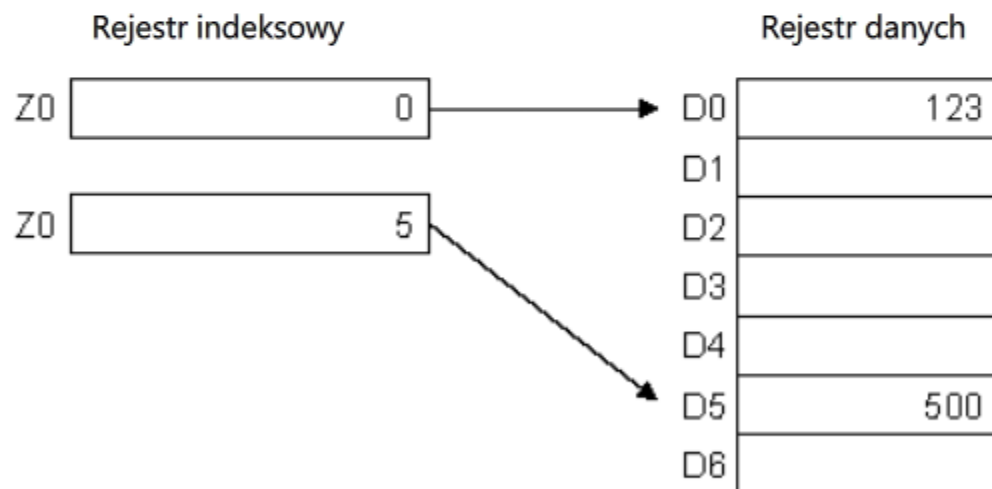 Rejestr indeksowy Rejestr danych
Z0 0 D0 123
D1
Z0 5 D2
D3
D4
D5 500
D6